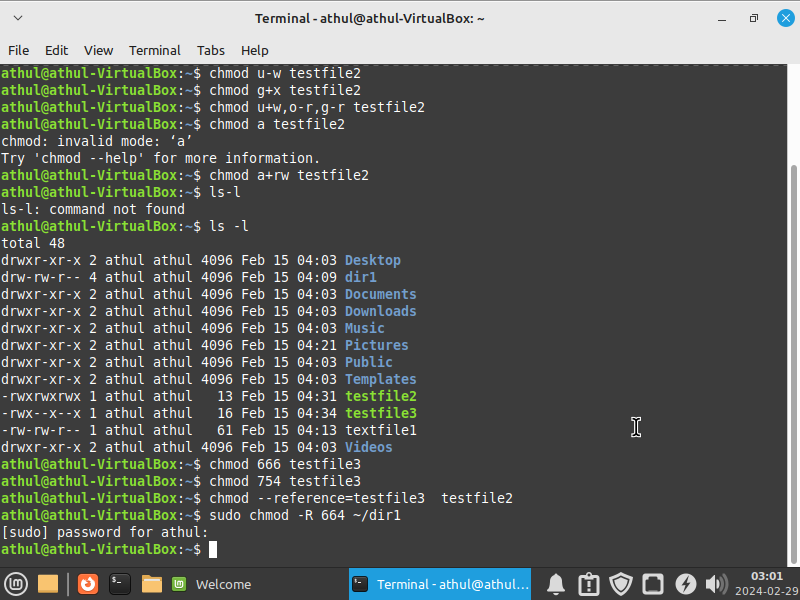 Terminal - athul@athul-VirtualBox: ~
File Edit View Terminal Tabs Help
athul@athul-VirtualBox:~$ chmod u-w testfile2
athul@athul-VirtualBox:~$ chmod g+x testfile2
athul@athul-VirtualBox:~$ chmod u+w,o-r,g-r testfile2
athul@athul-VirtualBox:~$ chmod a testfile2
chmod: invalid mode: ‘a’
Try 'chmod --help' for more information.
athul@athul-VirtualBox:~$ chmod a+rw testfile2
athul@athul-VirtualBox:~$ ls-l
ls-l: command not found
athul@athul-VirtualBox:~$ ls -l
total 48
drwxr-xr-x 2 athul athul 4096 Feb 15 04:03 Desktop
drw-rw-r-- 4 athul athul 4096 Feb 15 04:09 dir1
drwxr-xr-x 2 athul athul 4096 Feb 15 04:03 Documents
drwxr-xr-x 2 athul athul 4096 Feb 15 04:03 Downloads
drwxr-xr-x 2 athul athul 4096 Feb 15 04:03 Music
drwxr-xr-x 2 athul athul 4096 Feb 15 04:21 Pictures
drwxr-xr-x 2 athul athul 4096 Feb 15 04:03 Public
drwxr-xr-x 2 athul athul 4096 Feb 15 04:03 Templates
-rwxrwxrwx 1 athul athul   13 Feb 15 04:31 testfile2
-rwx--x--x 1 athul athul   16 Feb 15 04:34 testfile3
-rw-rw-r-- 1 athul athul   61 Feb 15 04:13 textfile1
drwxr-xr-x 2 athul athul 4096 Feb 15 04:03 Videos
athul@athul-VirtualBox:~$ chmod 666 testfile3
athul@athul-VirtualBox:~$ chmod 754 testfile3
athul@athul-VirtualBox:~$ chmod --reference=testfile3  testfile2
athul@athul-VirtualBox:~$ sudo chmod -R 664 ~/dir1
[sudo] password for athul:
athul@athul-VirtualBox:~$
Welcome
Terminal - athul@athul...
03:01
2024-02-29